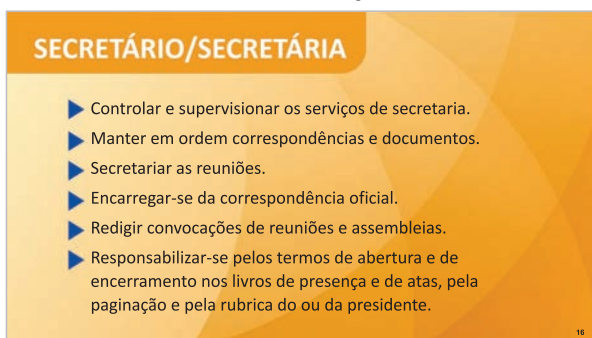 SECRETÁRIO/SECRETÁRIA
Controlar e supervisionar os serviços de secretaria.
Manter em ordem correspondências e documentos.
Secretariar as reuniões.
Encarregar-se da correspondência oficial.
Redigir convocações de reuniões e assembleias.
Responsabilizar-se pelos termos de abertura e de
encerramento nos livros de presença e de atas, pela
paginação e pela rubrica do ou da presidente.
16